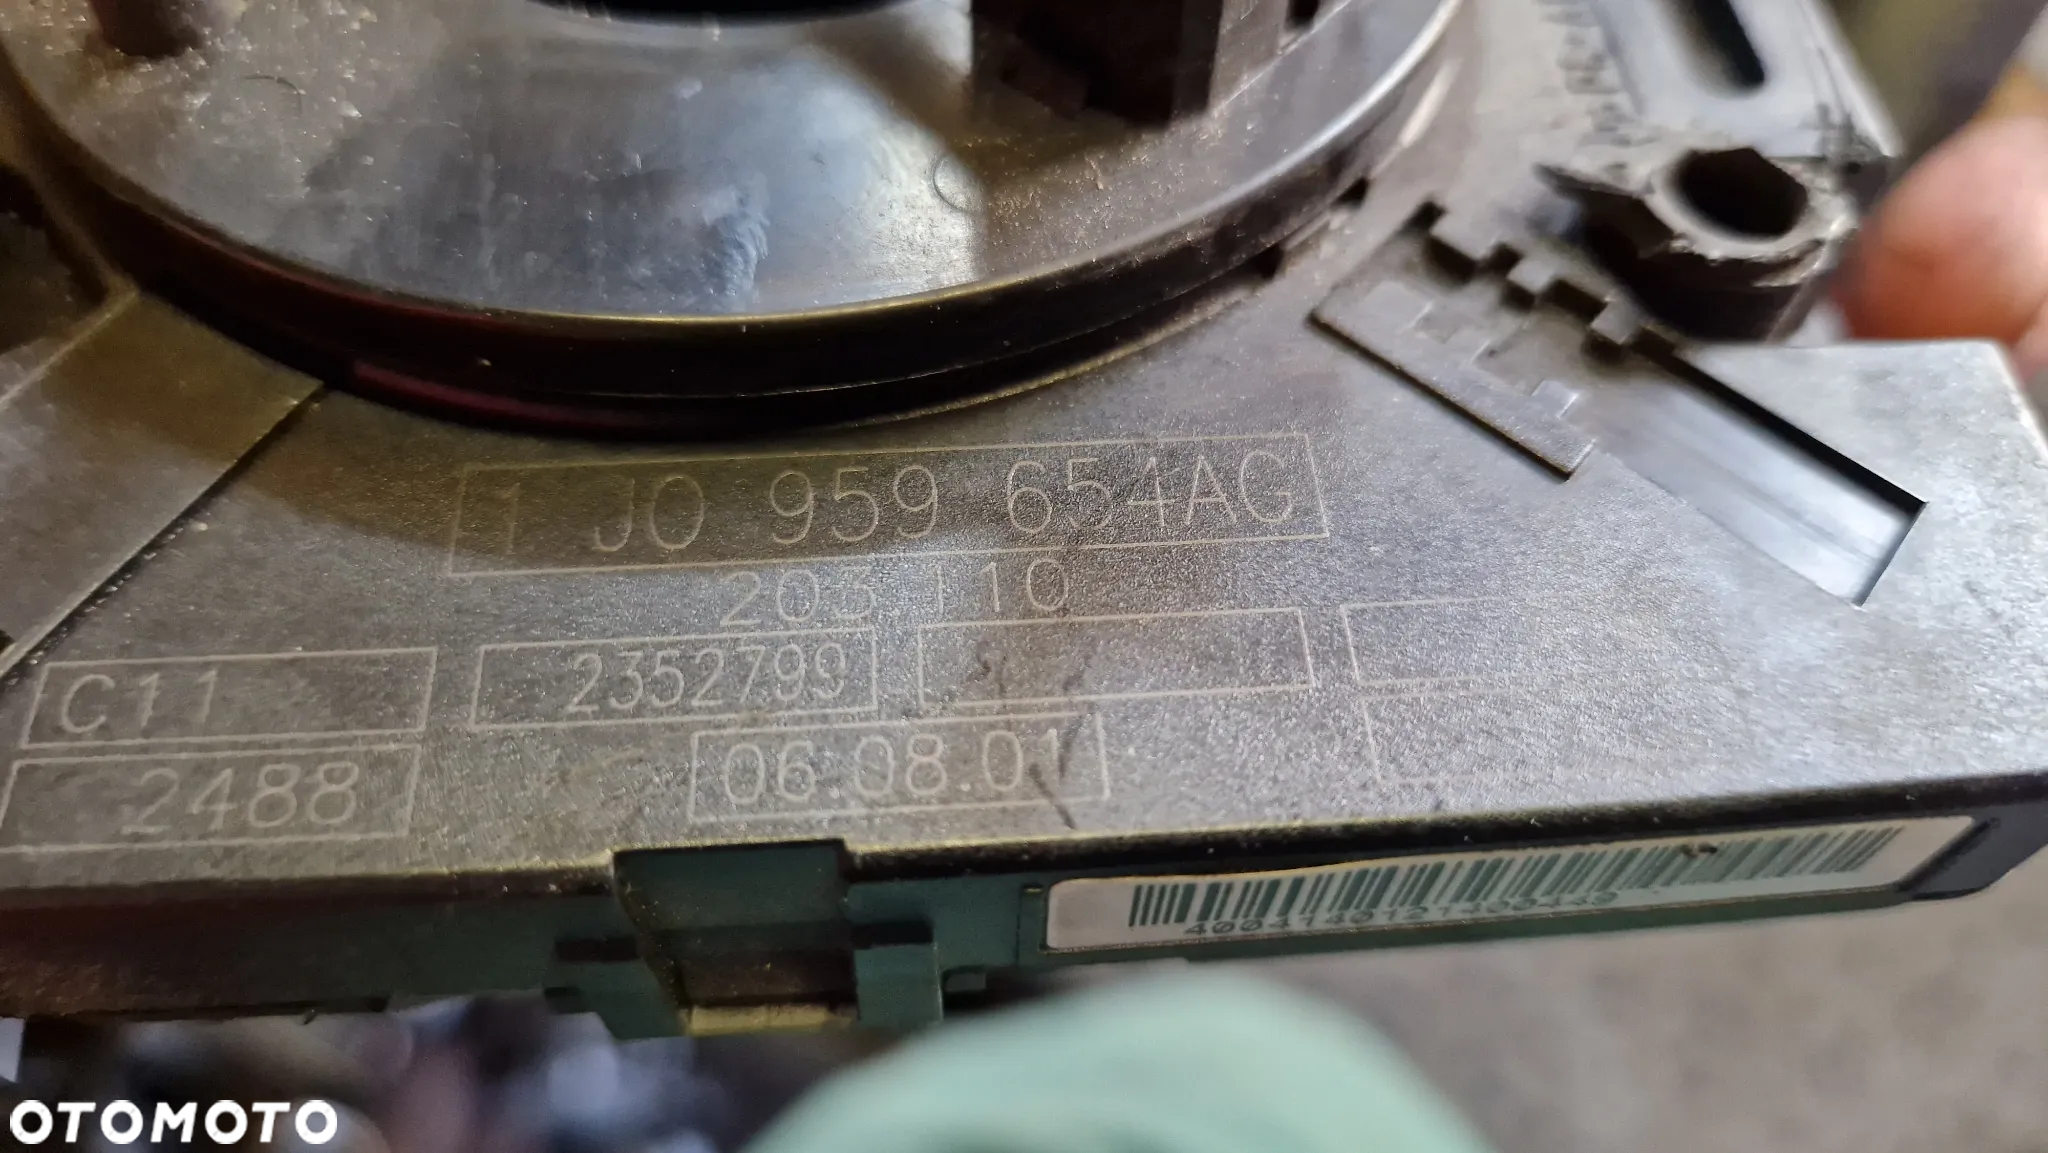 1 J0 959 654AG
203 110
C11
2352799
2488
06.08.01
OTOMOTO